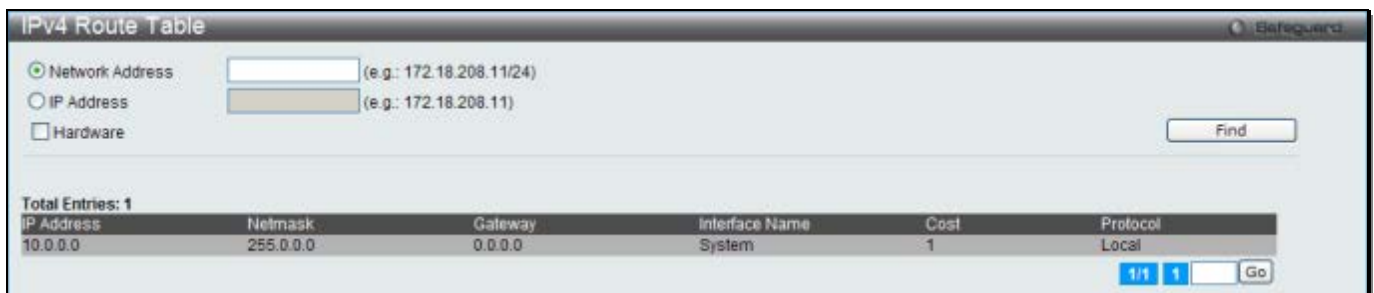 IPv4 Route Table
Safeguard
Network Address (e.g.: 172.18.208.11/24)
IP Address (e.g.: 172.18.208.11)
Hardware
Find
Total Entries: 1
IP Address Netmask Gateway Interface Name Cost Protocol
10.0.0.0 255.0.0.0 0.0.0.0 System 1 Local
1/1 1 Go